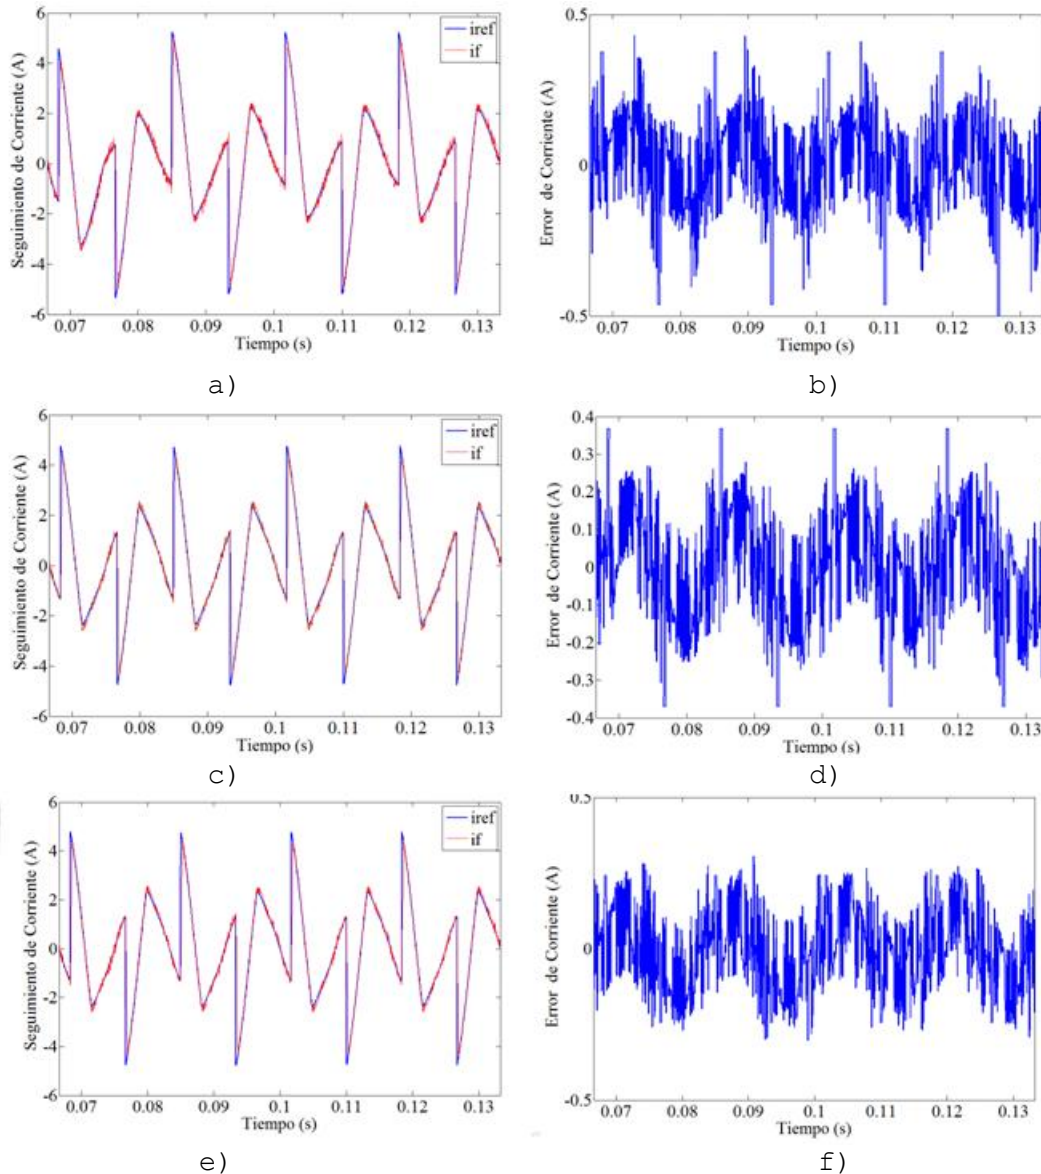 Seguimiento de Corriente (A)
6
4
2
0
-2
-4
-6
0.07 0.08 0.09 0.1 0.11 0.12 0.13
Tiempo (s)
iref
if
a)
Error de Corriente (A)
0.5
0
-0.5
0.07 0.08 0.09 0.1 0.11 0.12 0.13
Tiempo (s)
b)
Seguimiento de Corriente (A)
6
4
2
0
-2
-4
-6
0.07 0.08 0.09 0.1 0.11 0.12 0.13
Tiempo (s)
iref
if
c)
Error de Corriente (A)
0.4
0.3
0.2
0.1
0
-0.1
-0.2
-0.3
-0.4
0.07 0.08 0.09 0.1 0.11 0.12 0.13
Tiempo (s)
d)
Seguimiento de Corriente (A)
6
4
2
0
-2
-4
-6
0.07 0.08 0.09 0.1 0.11 0.12 0.13
Tiempo (s)
iref
if
e)
Error de Corriente (A)
0.5
0
-0.5
0.07 0.08 0.09 0.1 0.11 0.12 0.13
Tiempo (s)
f)